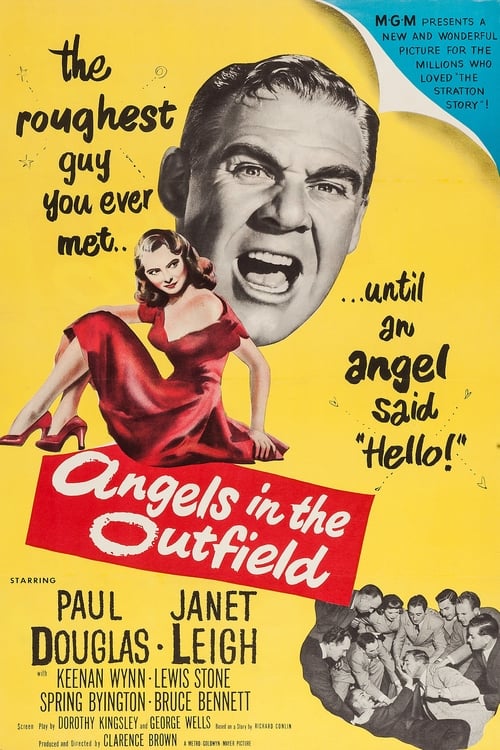 M-G-M PRESENTS A
NEW AND WONDERFUL
PICTURE FOR THE
MILLIONS WHO
LOVED "THE
STRATTON
STORY"!
the
roughest
guy
you ever
met..
...until
an
angel
said
"Hello!"
Angels in the
Outfield
STARRING
PAUL JANET
DOUGLAS · LEIGH
with KEENAN WYNN · LEWIS STONE
SPRING BYINGTON · BRUCE BENNETT
Screen Play by DOROTHY KINGSLEY and GEORGE WELLS Based on a Story by RICHARD CONLIN
Produced and Directed by CLARENCE BROWN A METRO-GOLDWYN-MAYER PICTURE